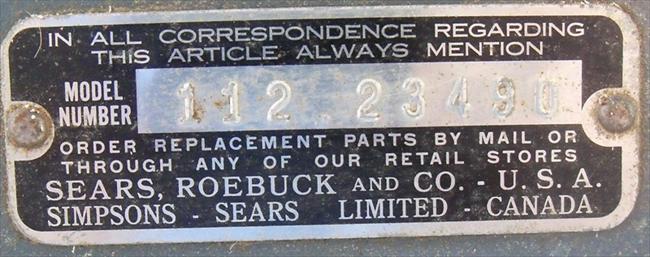 IN ALL CORRESPONDENCE REGARDING
THIS ARTICLE ALWAYS MENTION
MODEL
NUMBER
112.23490
ORDER REPLACEMENT PARTS BY MAIL OR
THROUGH ANY OF OUR RETAIL STORES
SEARS, ROEBUCK AND CO. - U. S. A.
SIMPSONS - SEARS LIMITED - CANADA